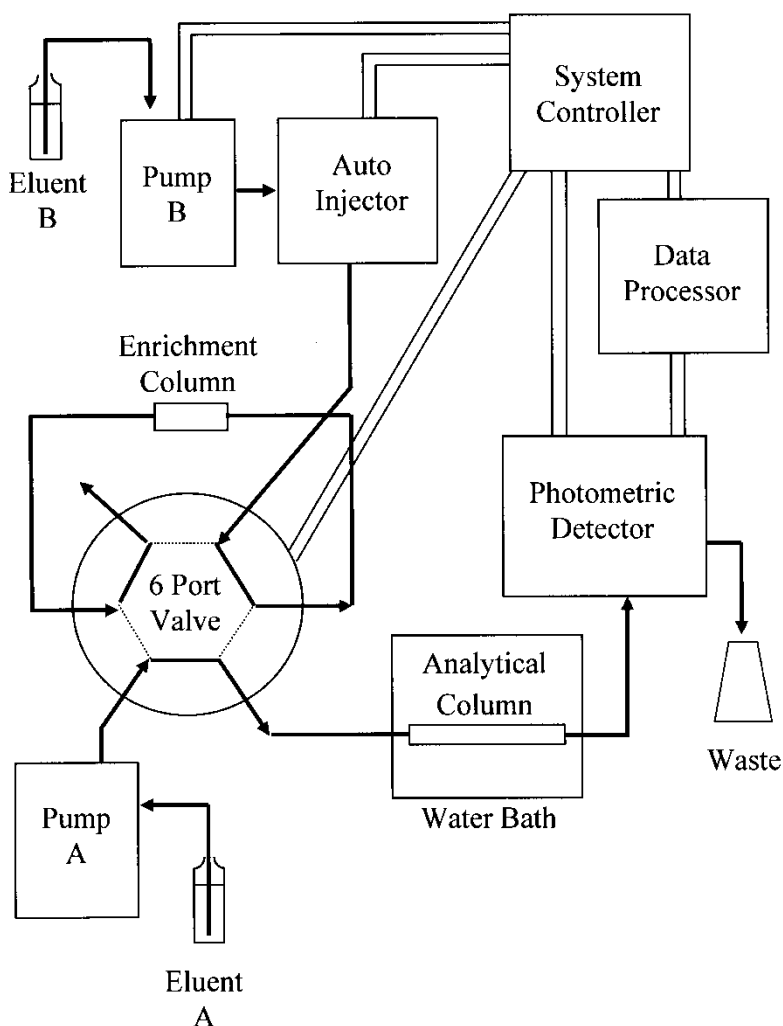 System
Controller
Eluent
B
Pump
B
Auto
Injector
Data
Processor
Enrichment
Column
Photometric
Detector
6 Port
Valve
Analytical
Column
Water Bath
Waste
Pump
A
Eluent
A